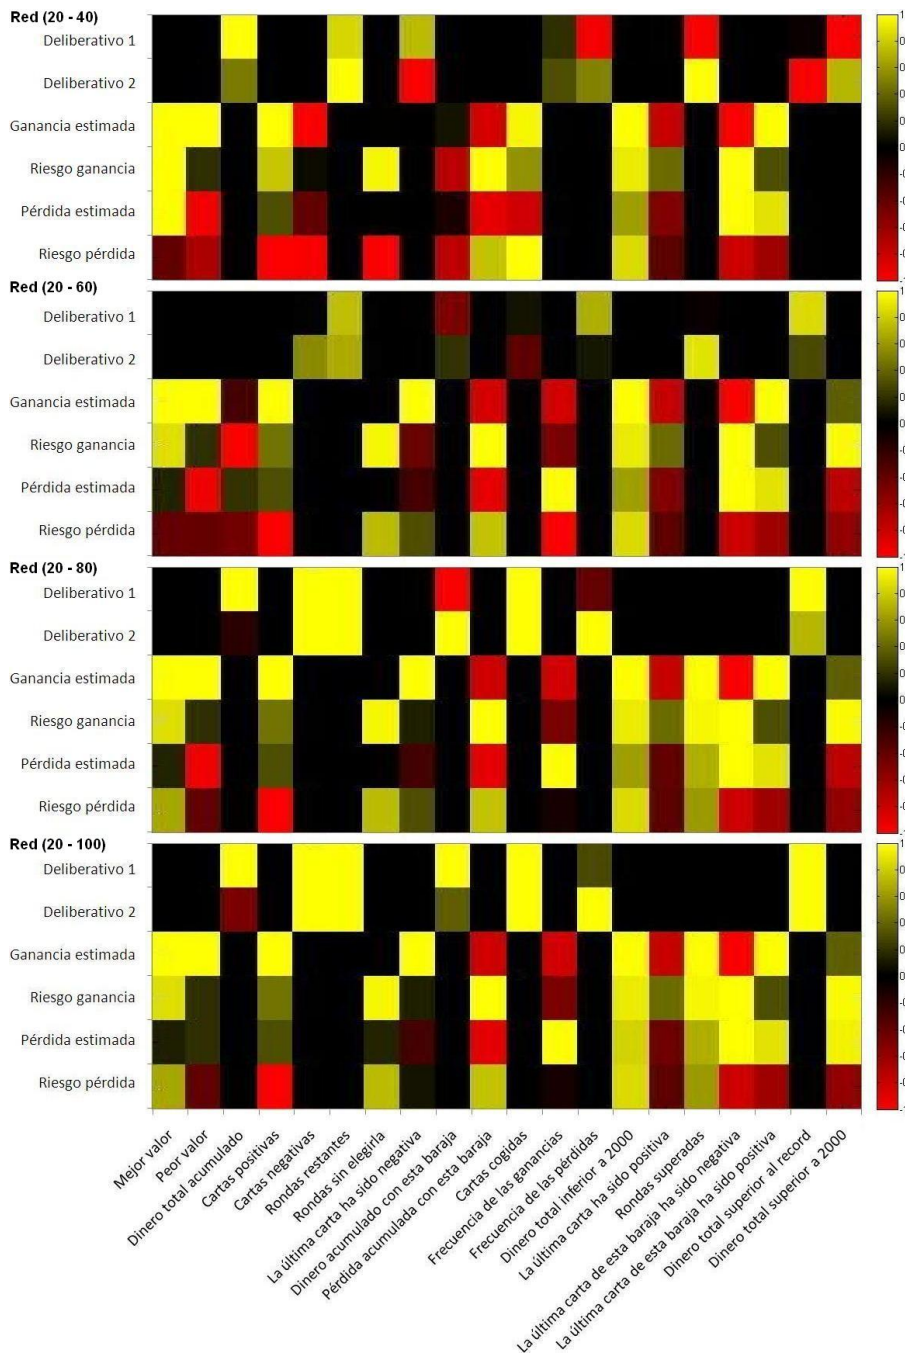 Red (20 - 40)
Deliberativo 1
Deliberativo 2
Ganancia estimada
Riesgo ganancia
Pérdida estimada
Riesgo pérdida
Red (20 - 60)
Deliberativo 1
Deliberativo 2
Ganancia estimada
Riesgo ganancia
Pérdida estimada
Riesgo pérdida
Red (20 - 80)
Deliberativo 1
Deliberativo 2
Ganancia estimada
Riesgo ganancia
Pérdida estimada
Riesgo pérdida
Red (20 - 100)
Deliberativo 1
Deliberativo 2
Ganancia estimada
Riesgo ganancia
Pérdida estimada
Riesgo pérdida
Mejor valor
Peor valor
Dinero total acumulado
Cartas positivas
Cartas negativas
Rondas restantes
Rondas sin elegirla
La última carta ha sido negativa
Dinero acumulado con esta baraja
Pérdida acumulada con esta baraja
Cartas cogidas
Frecuencia de las ganancias
Frecuencia de las pérdidas
Dinero total inferior a 2000
La última carta ha sido positiva
Rondas superadas
La última carta de esta baraja ha sido negativa
La última carta de esta baraja ha sido positiva
Dinero total superior al record
Dinero total superior a 2000